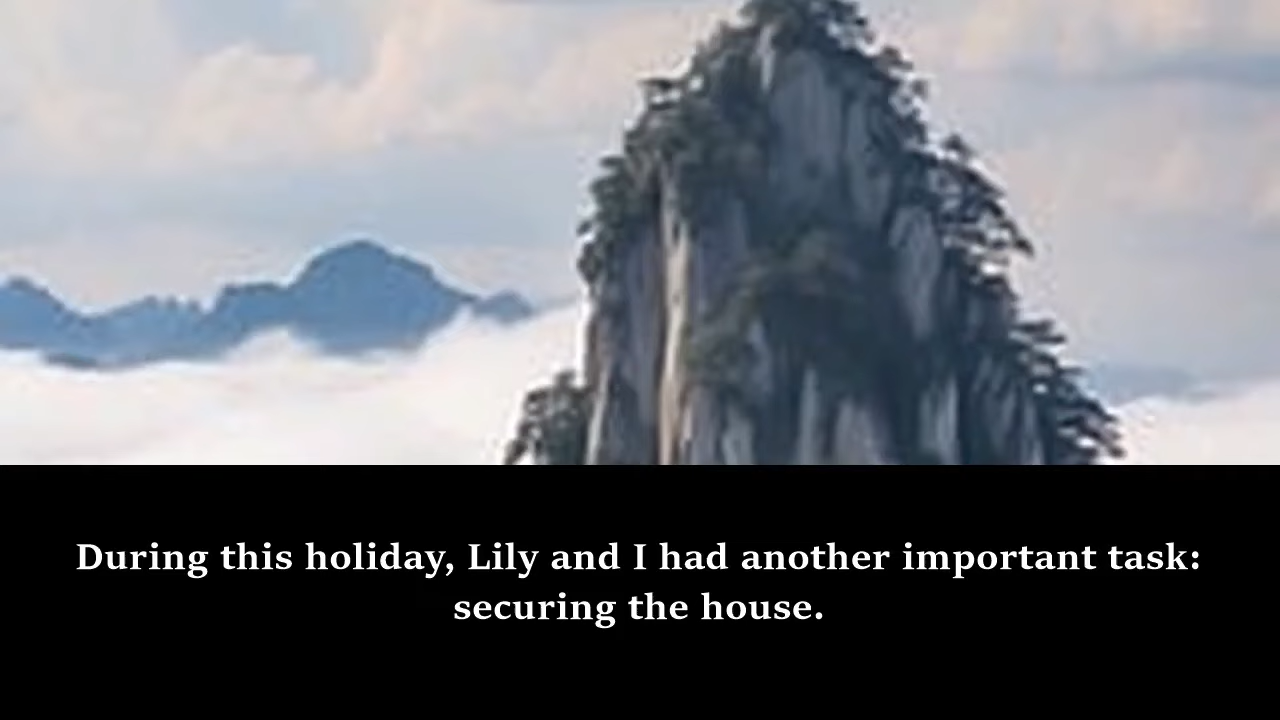 During this holiday, Lily and I had another important task:
securing the house.